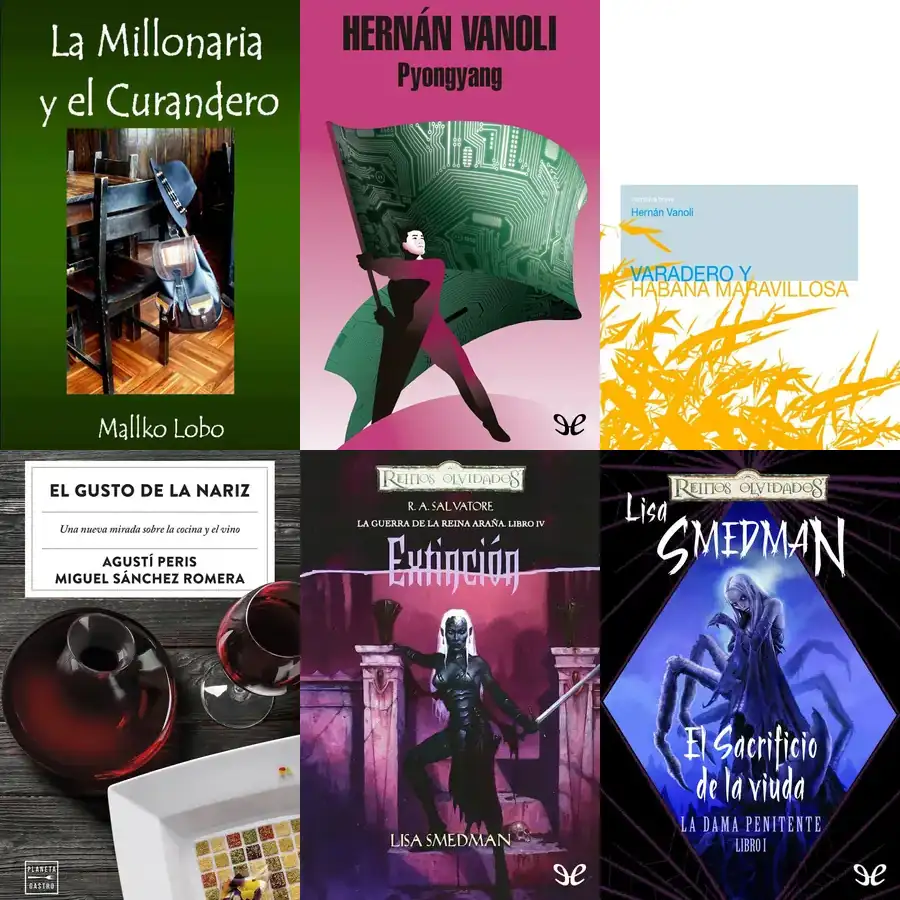 La Millonaria
y el Curandero
Mallko Lobo
HERNÁN VANOLI
Pyongyang
Hernán Vanoli
VARADERO Y
HABANA MARAVILLOSA
EL GUSTO DE LA NARIZ
Una nueva mirada sobre la cocina y el vino
AGUSTÍ PERIS
MIGUEL SÁNCHEZ ROMERA
PLANETA
GASTRO
REINOS OLVIDADOS
R. A. SALVATORE
LA GUERRA DE LA REINA ARAÑA. LIBRO IV
Extinción
LISA SMEDMAN
REINOS OLVIDADOS
Lisa
SMEDMAN
El Sacrificio
de la viuda
LA DAMA PENITENTE
LIBRO I